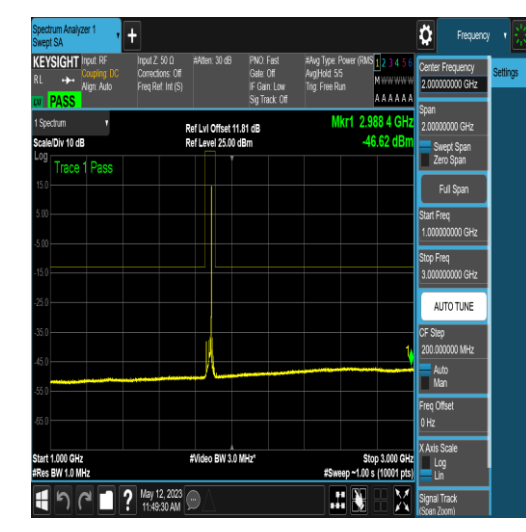 Spectrum Analyzer 1
Swept SA
Frequency
KEYSIGHT
RL
PASS
Input: RF
Coupling: DC
Align: Auto
Input Z: 50 Ω
Corrections: Off
Freq Ref: Int (S)
#Atten: 30 dB
PNO: Fast
Gate: Off
IF Gain: Low
Sig Track: Off
#Avg Type: Power (RMS
Avg|Hold: 5/5
Trig: Free Run
1 2 3 4 5 6
M W W W W W
A A A A A A
Center Frequency
2.000000000 GHz
Settings
Span
2.00000000 GHz
Swept Span
Zero Span
Full Span
Start Freq
1.000000000 GHz
Stop Freq
3.000000000 GHz
AUTO TUNE
CF Step
200.000000 MHz
Auto
Man
Freq Offset
0 Hz
X Axis Scale
Log
Lin
Signal Track
(Span Zoom)
1 Spectrum
Scale/Div 10 dB
Ref Lvl Offset 11.81 dB
Ref Level 25.00 dBm
Mkr1 2.988 4 GHz
-46.62 dBm
Log
Trace 1 Pass
15.0
5.00
-5.00
-15.0
-25.0
-35.0
-45.0
-55.0
-65.0
1
Start 1.000 GHz
#Res BW 1.0 MHz
#Video BW 3.0 MHz*
Stop 3.000 GHz
#Sweep ~1.00 s (10001 pts)
?
May 12, 2023
11:49:30 AM